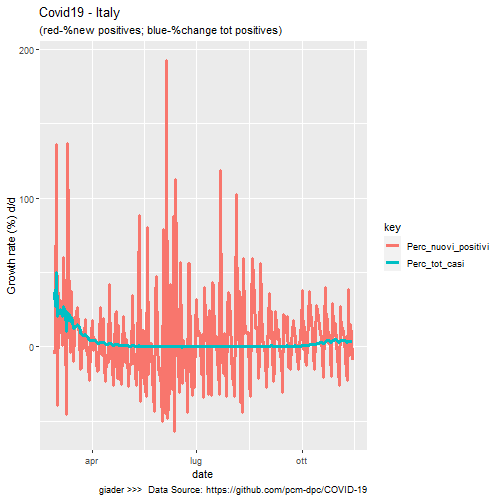 Covid19 - Italy
(red-%new positives; blue-%change tot positives)
Growth rate (%) d/d
200
100
0
apr
lug
ott
date
key
Perc_nuovi_positivi
Perc_tot_casi
giader >>> Data Source: https://github.com/pcm-dpc/COVID-19